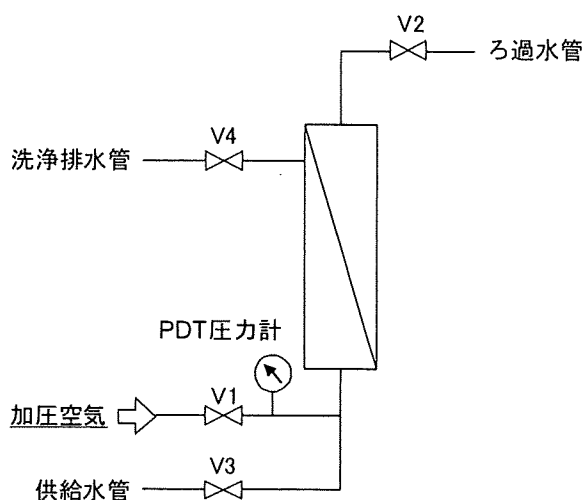 V2
ろ過水管
V4
洗浄排水管
PDT圧力計
V1
加圧空気
V3
供給水管